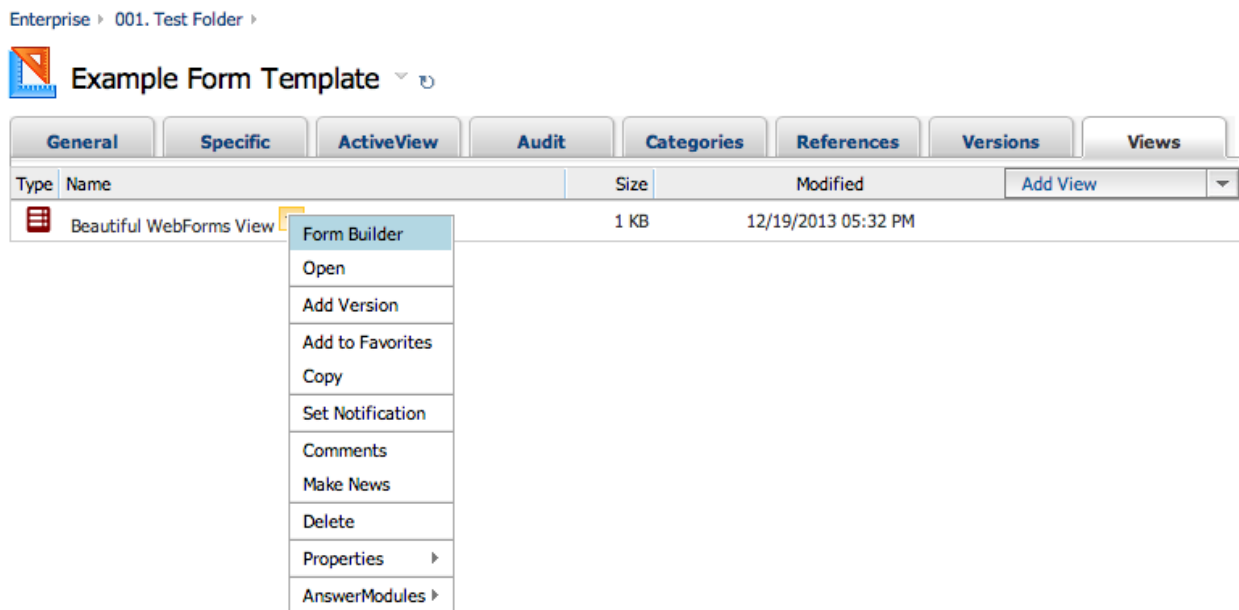 Enterprise 001. Test Folder
Example Form Template
General Specific ActiveView Audit Categories References Versions Views
Type Name Size Modified Add View
Beautiful WebForms View 1 KB 12/19/2013 05:32 PM
Form Builder
Open
Add Version
Add to Favorites
Copy
Set Notification
Comments
Make News
Delete
Properties
AnswerModules